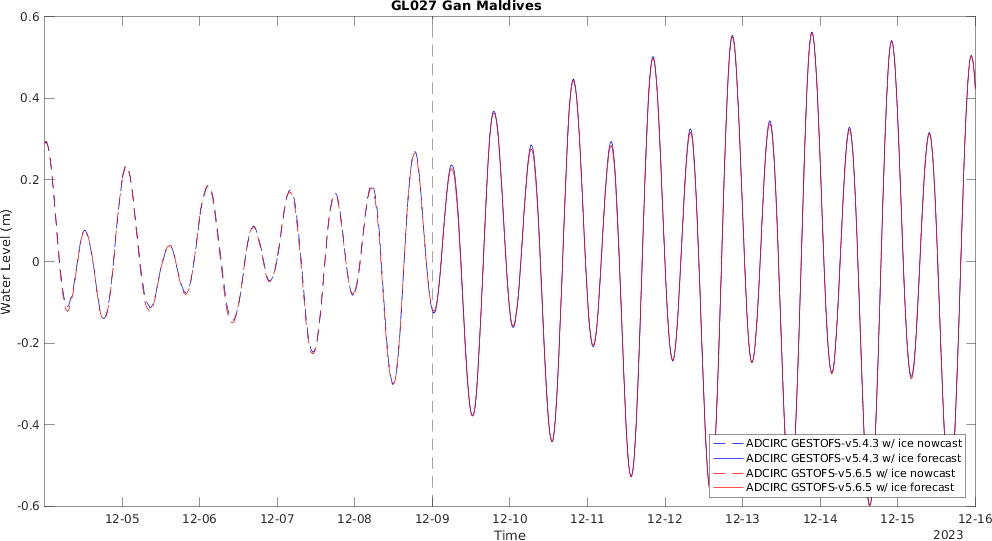 GL027 Gan Maldives
0.6
0.4
0.2
0
-0.2
-0.4
-0.6
Water Level (m)
ADCIRC GESTOFS-v5.4.3 w/ ice nowcast
ADCIRC GESTOFS-v5.4.3 w/ ice forecast
ADCIRC GSTOFS-v5.6.5 w/ ice nowcast
ADCIRC GSTOFS-v5.6.5 w/ ice forecast
12-05 12-06 12-07 12-08 12-09 12-10 12-11 12-12 12-13 12-14 12-15 12-16
Time
2023